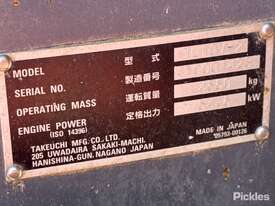 MODEL 型式
SERIAL NO. 製造番号
OPERATING MASS 運転質量 kg
ENGINE POWER 定格出力 kW
(ISO 14396)
TAKEUCHI MFG.CO., LTD.
205 UWADAIRA SAKAKI-MACHI,
HANISHINA-GUN, NAGANO JAPAN
MADE IN JAPAN
05793-00126
Pickles